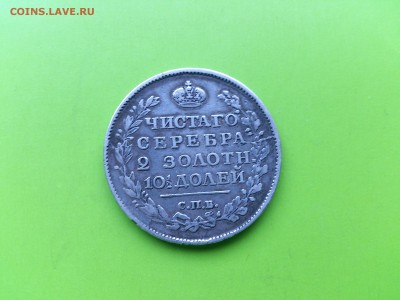 COINS.LAVE.RU
ЧИСТАГО
СЕРЕБРА
2 ЗОЛОТН
10½ ДОЛЕЙ
С.П.Б.